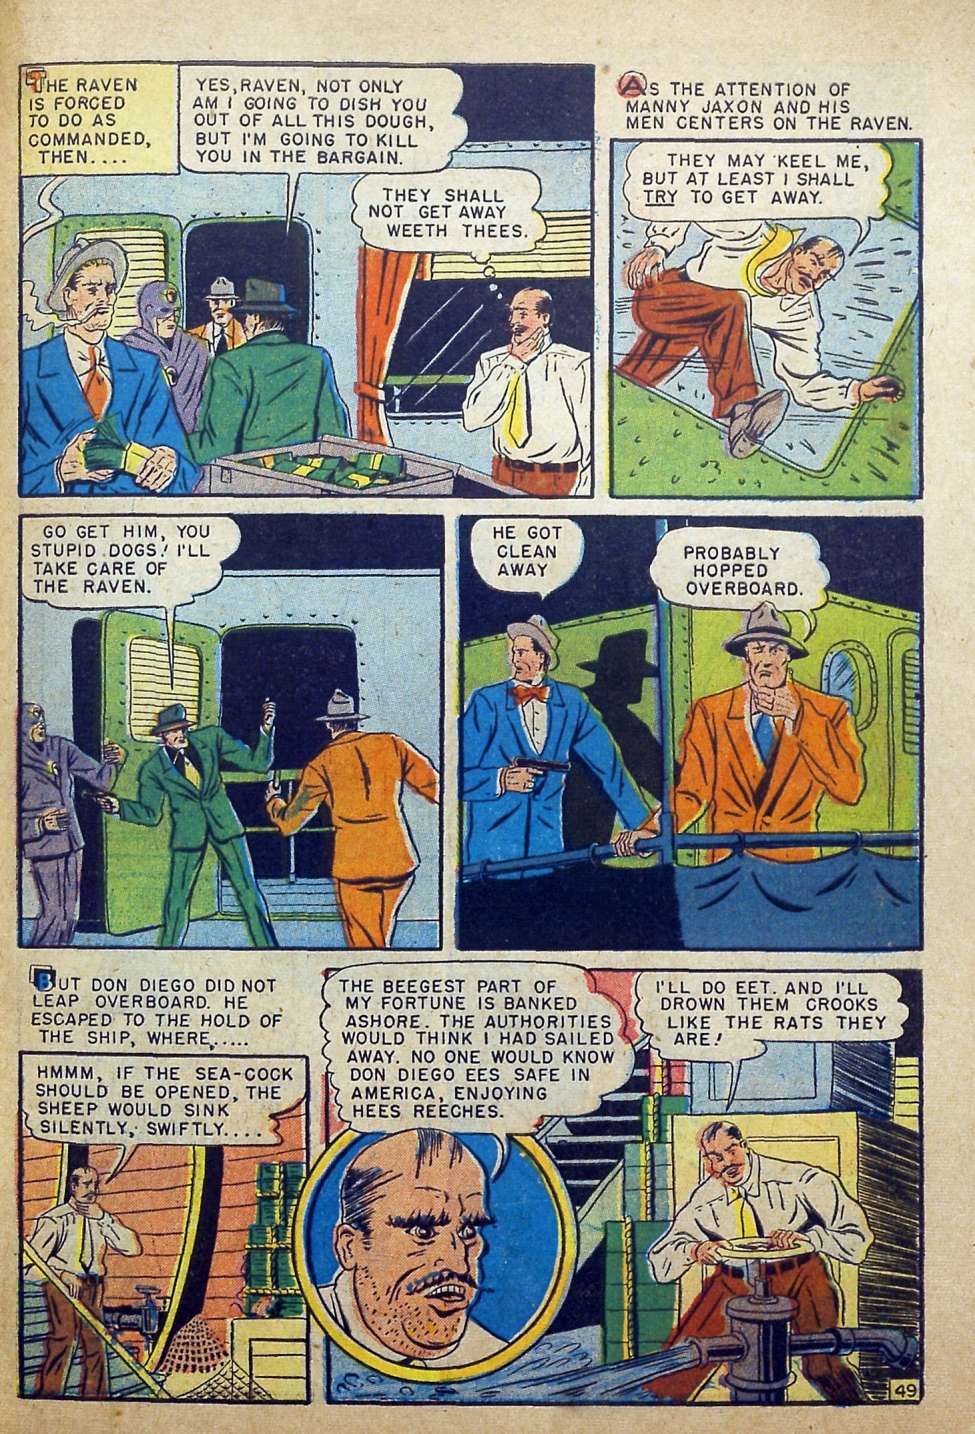 THE RAVEN
IS FORCED
TO DO AS
COMMANDED,
THEN....
YES, RAVEN, NOT ONLY
AM I GOING TO DISH YOU
OUT OF ALL THIS DOUGH,
BUT I'M GOING TO KILL
YOU IN THE BARGAIN.
THEY SHALL
NOT GET AWAY
WEETH THEES.
AS THE ATTENTION OF
MANNY JAXON AND HIS
MEN CENTERS ON THE RAVEN.
THEY MAY KEEL ME,
BUT AT LEAST I SHALL
TRY TO GET AWAY.
GO GET HIM, YOU
STUPID DOGS! I'LL
TAKE CARE OF
THE RAVEN.
HE GOT
CLEAN
AWAY
PROBABLY
HOPPED
OVERBOARD.
BUT DON DIEGO DID NOT
LEAP OVERBOARD. HE
ESCAPED TO THE HOLD OF
THE SHIP, WHERE,.....
HMMM, IF THE SEA-COCK
SHOULD BE OPENED, THE
SHEEP WOULD SINK
SILENTLY, SWIFTLY....
THE BEEGEST PART OF
MY FORTUNE IS BANKED
ASHORE. THE AUTHORITIES
WOULD THINK I HAD SAILED
AWAY. NO ONE WOULD KNOW
DON DIEGO EES SAFE IN
AMERICA, ENJOYING
HEES REECHES.
I'LL DO EET. AND I'LL
DROWN THEM CROOKS
LIKE THE RATS THEY
ARE!
49